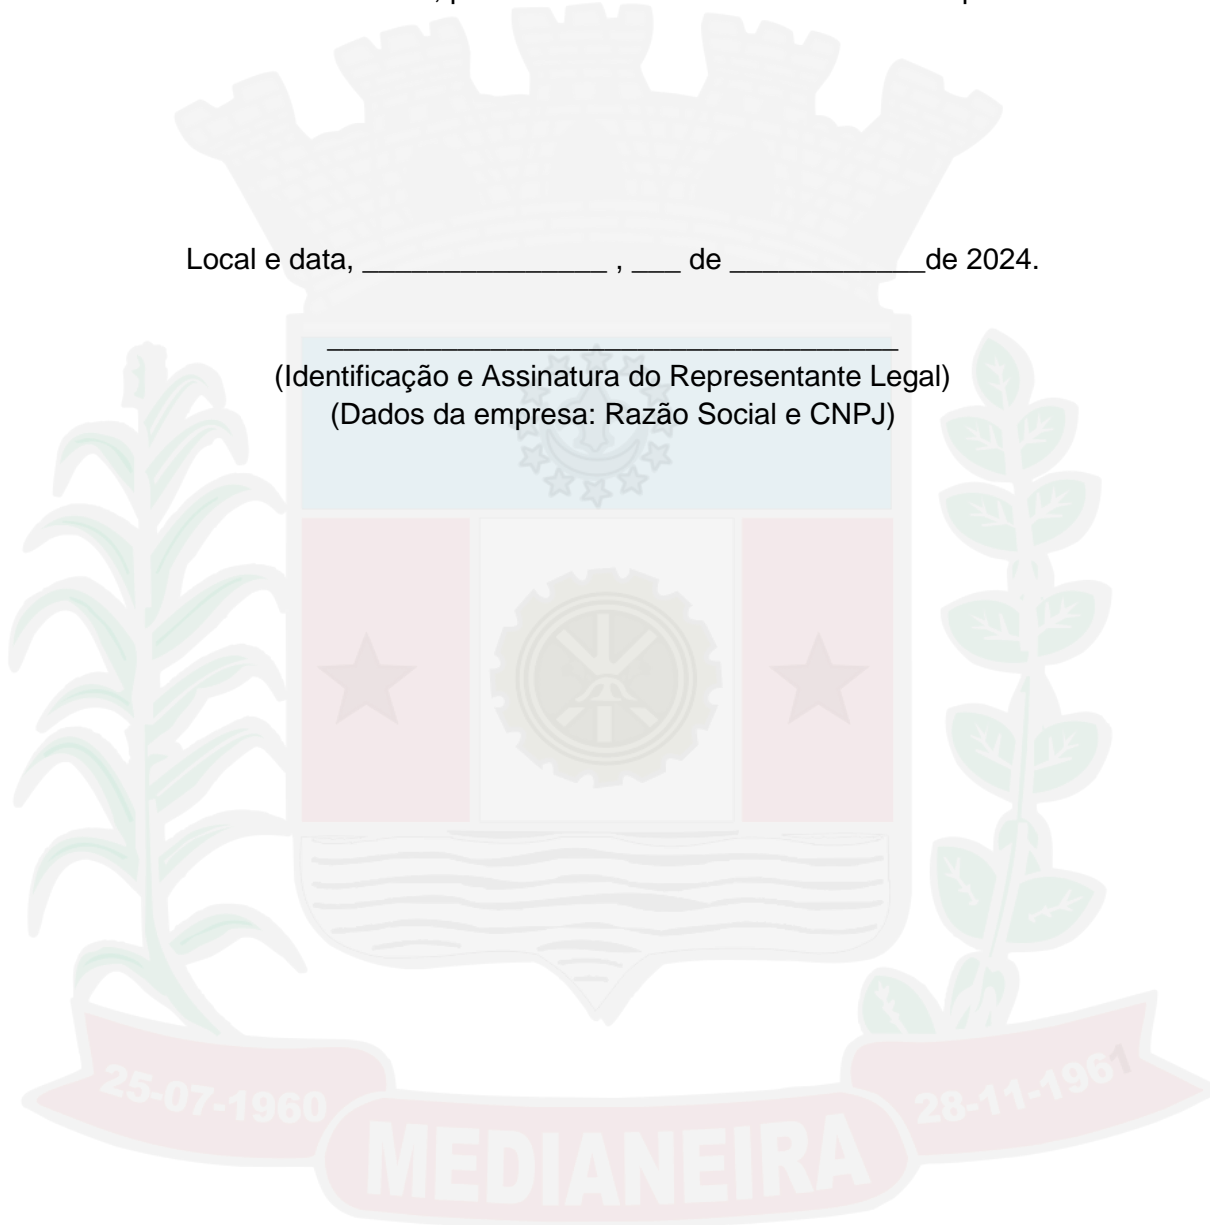 Local e data, _______________ , ___ de ____________de 2024.
___________________________________
(Identificação e Assinatura do Representante Legal)
(Dados da empresa: Razão Social e CNPJ)
25-07-1960
28-11-1961
MEDIANEIRA